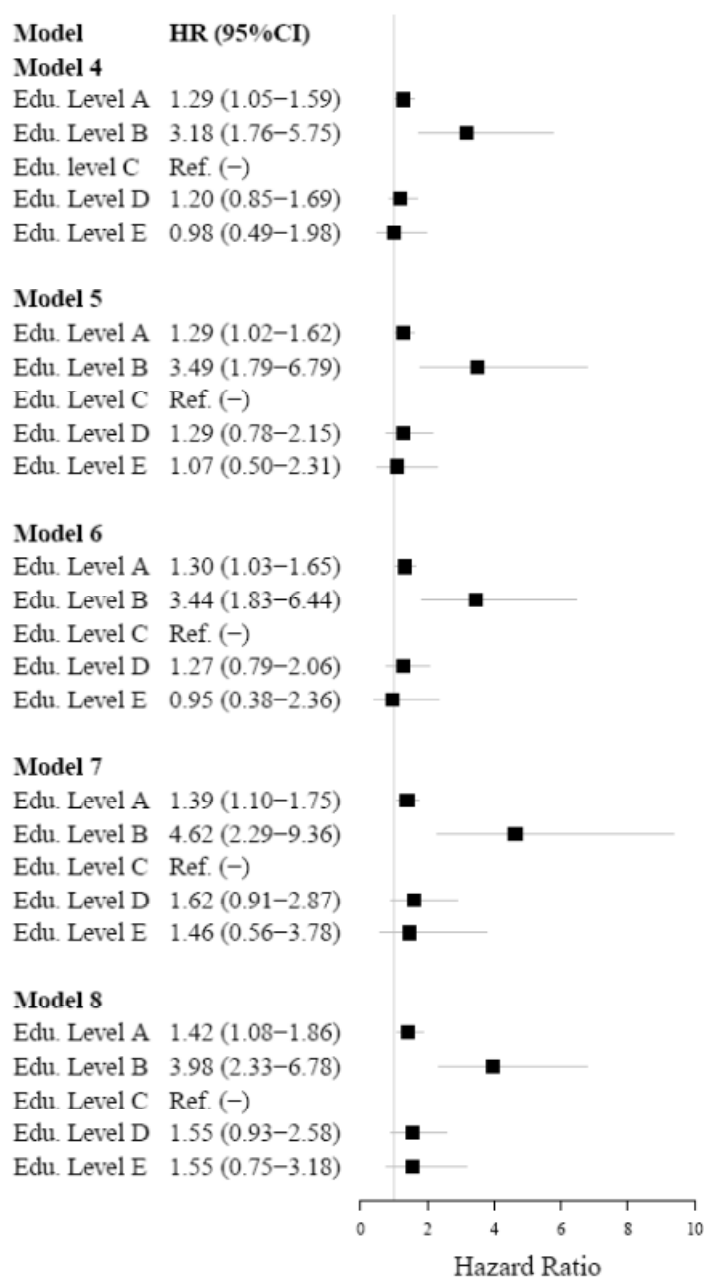 Model HR (95%CI)
Model 4
Edu. Level A 1.29 (1.05−1.59)
Edu. Level B 3.18 (1.76−5.75)
Edu. level C Ref. (−)
Edu. Level D 1.20 (0.85−1.69)
Edu. Level E 0.98 (0.49−1.98)
Model 5
Edu. Level A 1.29 (1.02−1.62)
Edu. Level B 3.49 (1.79−6.79)
Edu. Level C Ref. (−)
Edu. Level D 1.29 (0.78−2.15)
Edu. Level E 1.07 (0.50−2.31)
Model 6
Edu. Level A 1.30 (1.03−1.65)
Edu. Level B 3.44 (1.83−6.44)
Edu. Level C Ref. (−)
Edu. Level D 1.27 (0.79−2.06)
Edu. Level E 0.95 (0.38−2.36)
Model 7
Edu. Level A 1.39 (1.10−1.75)
Edu. Level B 4.62 (2.29−9.36)
Edu. Level C Ref. (−)
Edu. Level D 1.62 (0.91−2.87)
Edu. Level E 1.46 (0.56−3.78)
Model 8
Edu. Level A 1.42 (1.08−1.86)
Edu. Level B 3.98 (2.33−6.78)
Edu. Level C Ref. (−)
Edu. Level D 1.55 (0.93−2.58)
Edu. Level E 1.55 (0.75−3.18)
0 2 4 6 8 10
Hazard Ratio